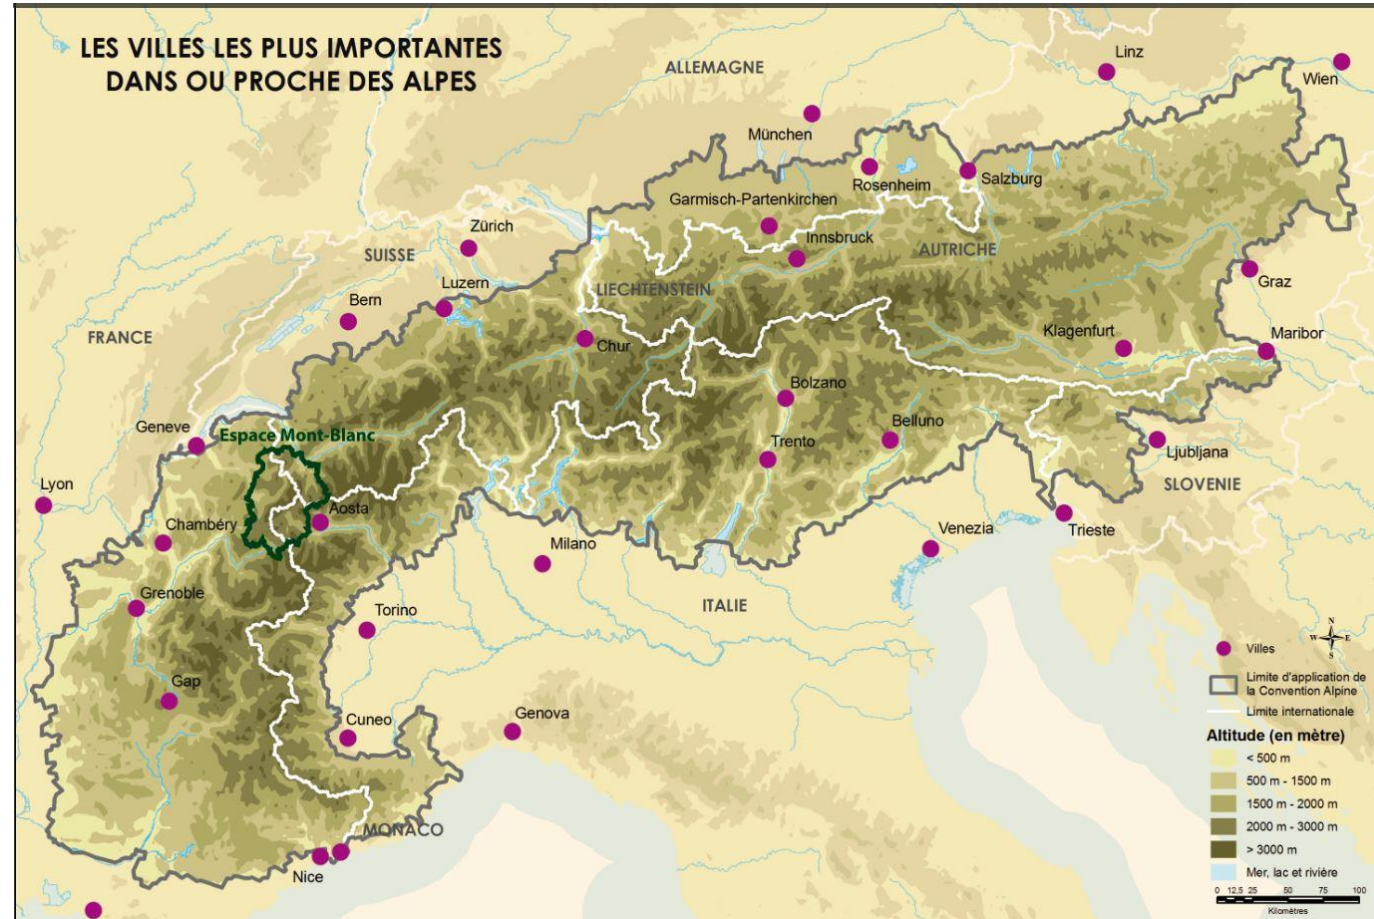 LES VILLES LES PLUS IMPORTANTES
DANS OU PROCHE DES ALPES
Linz
Wien
ALLEMAGNE
München
Rosenheim
Salzburg
Garmisch-Partenkirchen
Zürich
Innsbruck
AUTRICHE
SUISSE
Graz
LIECHTENSTEIN
Luzern
Bern
FRANCE
Klagenfurt
Maribor
Chur
Bolzano
Geneve
Espace Mont-Blanc
Belluno
Trento
Ljubljana
Lyon
SLOVENIE
Aosta
Chambéry
Venezia
Trieste
Milano
Grenoble
Torino
ITALIE
Gap
Cuneo
Genova
MONACO
Nice
N
W E
S
Villes
Limite d'application de
la Convention Alpine
Limite internationale
Altitude (en mètre)
< 500 m
500 m - 1500 m
1500 m - 2000 m
2000 m - 3000 m
> 3000 m
Mer, lac et rivière
0 12,5 25 50 75 100
Kilomètres